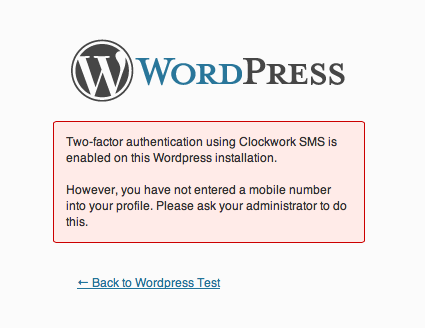 WORDPRESS
Two-factor authentication using Clockwork SMS is
enabled on this Wordpress installation.
However, you have not entered a mobile number
into your profile. Please ask your administrator to do
this.
← Back to Wordpress Test